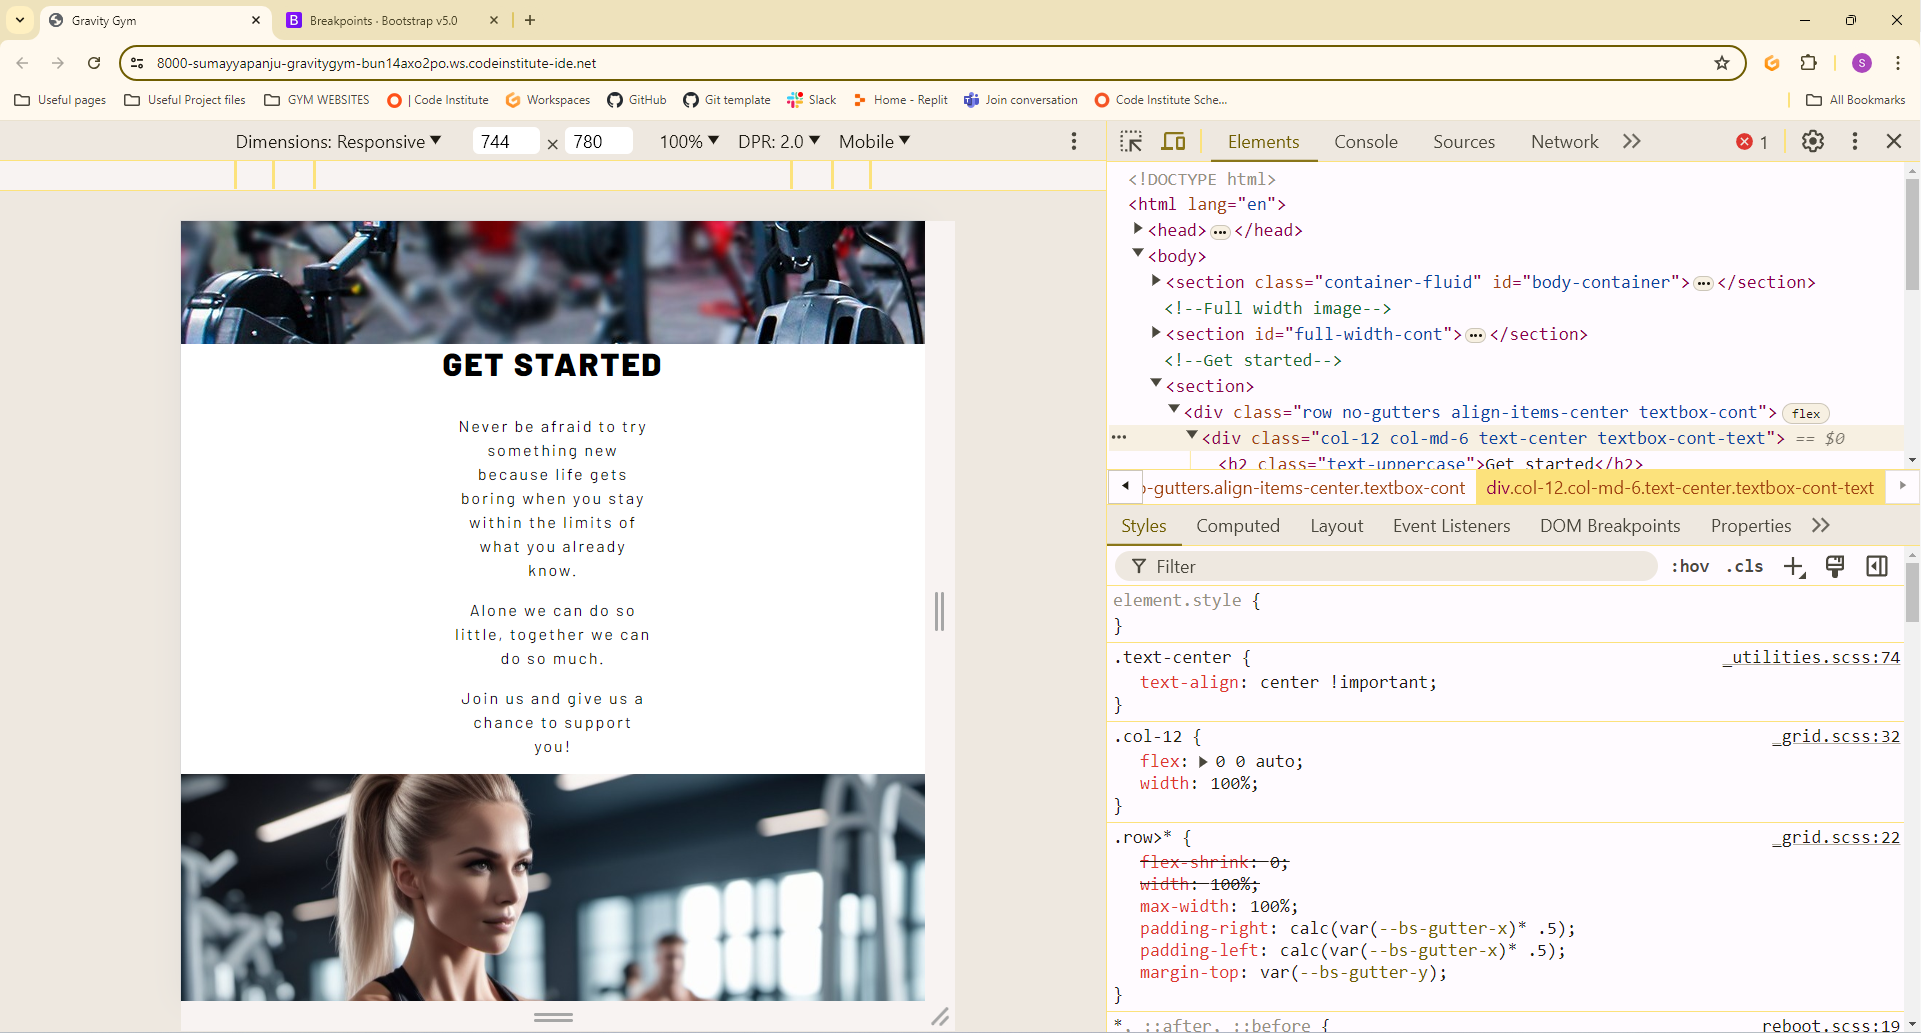 Gravity Gym
Breakpoints · Bootstrap v5.0
8000-sumayyapanju-gravitygym-bun14axo2po.ws.codeinstitute-ide.net
S
Useful pages
Useful Project files
GYM WEBSITES
| Code Institute
Workspaces
GitHub
Git template
Slack
Home - Replit
Join conversation
Code Institute Sche...
All Bookmarks
Dimensions: Responsive
744 × 780
100%
DPR: 2.0
Mobile
GET STARTED
Never be afraid to try
something new
because life gets
boring when you stay
within the limits of
what you already
know.
Alone we can do so
little, together we can
do so much.
Join us and give us a
chance to support
you!
Elements
Console
Sources
Network
1
<!DOCTYPE html>
<html lang="en">
<head> ... </head>
<body>
<section class="container-fluid" id="body-container"> ... </section>
<!--Full width image-->
<section id="full-width-cont"> ... </section>
<!--Get started-->
<section>
<div class="row no-gutters align-items-center textbox-cont"> flex
... <div class="col-12 col-md-6 text-center textbox-cont-text"> == $0
<h2 class="text-uppercase">Get started</h2>
o-gutters.align-items-center.textbox-cont
div.col-12.col-md-6.text-center.textbox-cont-text
Styles
Computed
Layout
Event Listeners
DOM Breakpoints
Properties
Filter
:hov .cls
element.style {
}
.text-center { _utilities.scss:74
text-align: center !important;
}
.col-12 { _grid.scss:32
flex: 0 0 auto;
width: 100%;
}
.row>* { _grid.scss:22
flex-shrink: 0;
width: 100%;
max-width: 100%;
padding-right: calc(var(--bs-gutter-x)* .5);
padding-left: calc(var(--bs-gutter-x)* .5);
margin-top: var(--bs-gutter-y);
}
*, ::after, ::before { _reboot.scss:19